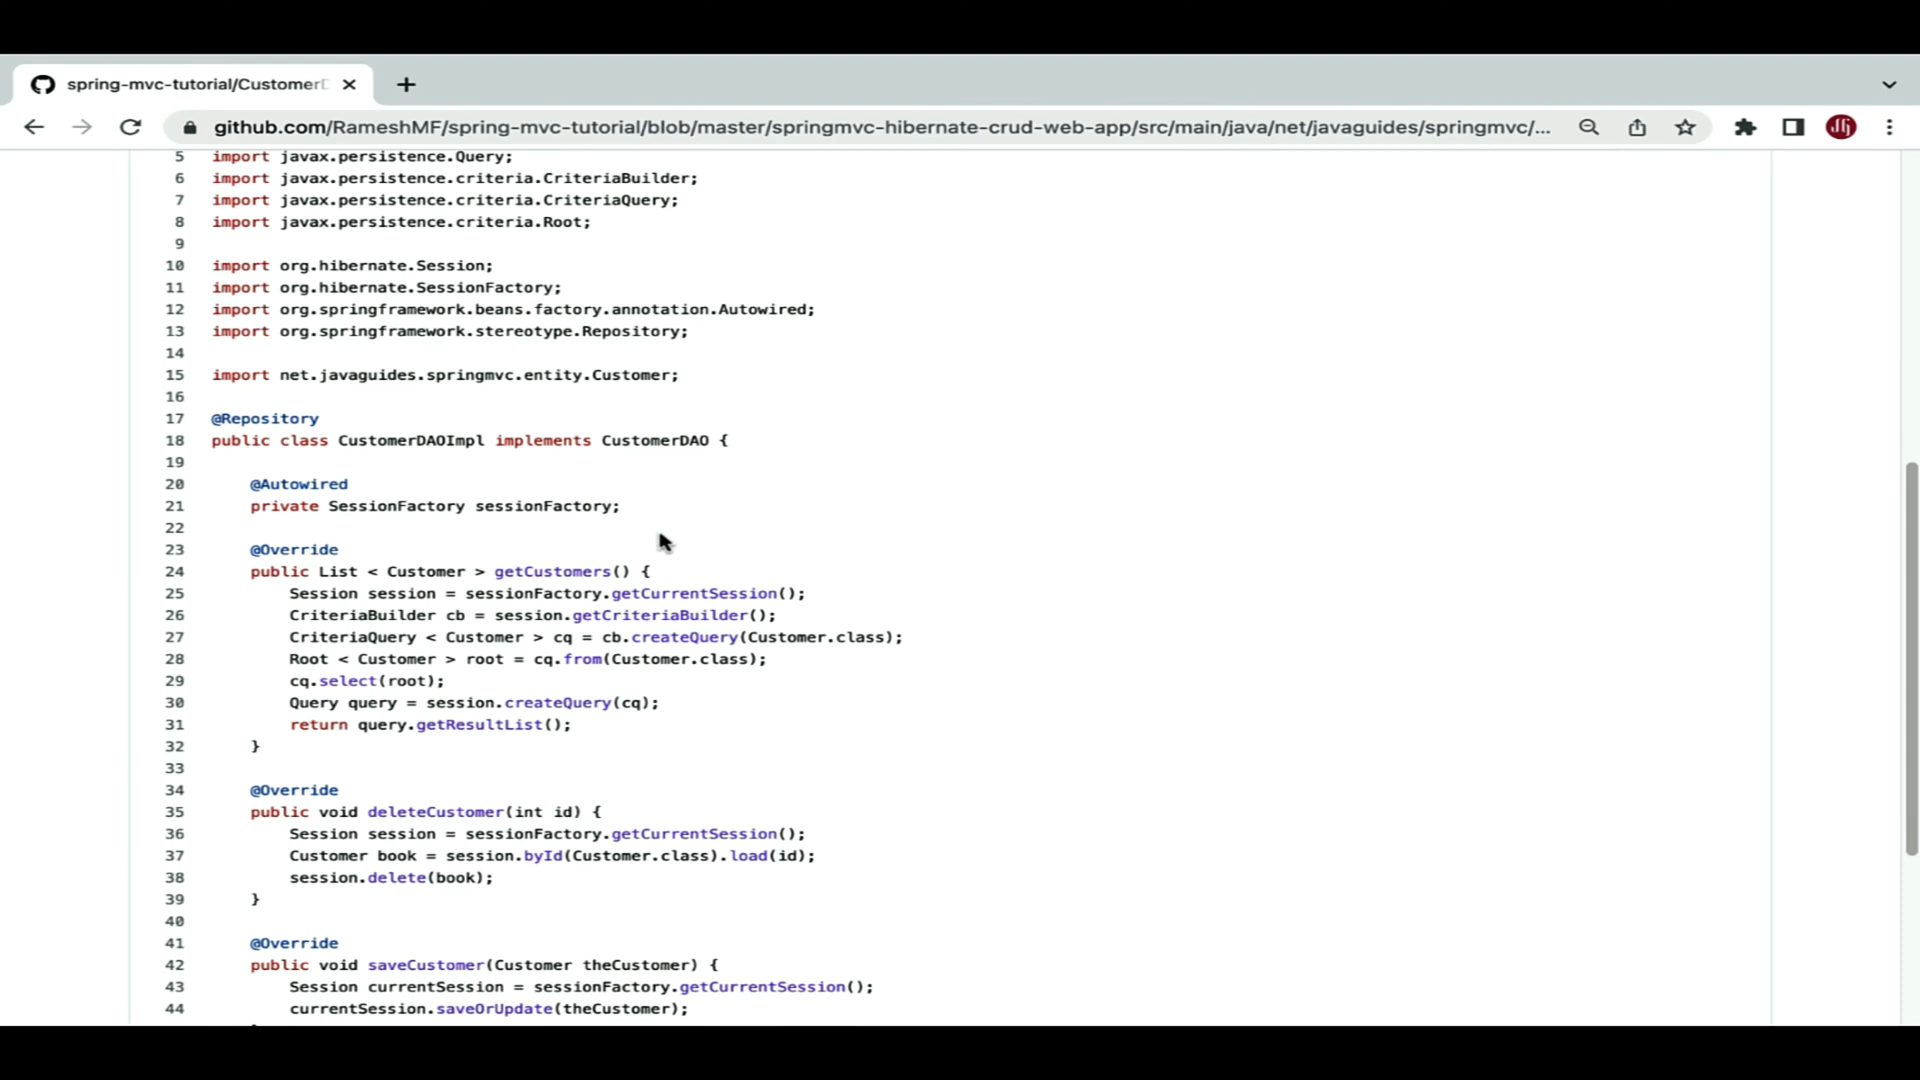 spring-mvc-tutorial/CustomerD
github.com/RameshMF/spring-mvc-tutorial/blob/master/springmvc-hibernate-crud-web-app/src/main/java/net/javaguides/springmvc/...
5 import javax.persistence.Query;
6 import javax.persistence.criteria.CriteriaBuilder;
7 import javax.persistence.criteria.CriteriaQuery;
8 import javax.persistence.criteria.Root;
9
10 import org.hibernate.Session;
11 import org.hibernate.SessionFactory;
12 import org.springframework.beans.factory.annotation.Autowired;
13 import org.springframework.stereotype.Repository;
14
15 import net.javaguides.springmvc.entity.Customer;
16
17 @Repository
18 public class CustomerDAOImpl implements CustomerDAO {
19
20 @Autowired
21 private SessionFactory sessionFactory;
22
23 @Override
24 public List < Customer > getCustomers() {
25 Session session = sessionFactory.getCurrentSession();
26 CriteriaBuilder cb = session.getCriteriaBuilder();
27 CriteriaQuery < Customer > cq = cb.createQuery(Customer.class);
28 Root < Customer > root = cq.from(Customer.class);
29 cq.select(root);
30 Query query = session.createQuery(cq);
31 return query.getResultList();
32 }
33
34 @Override
35 public void deleteCustomer(int id) {
36 Session session = sessionFactory.getCurrentSession();
37 Customer book = session.byId(Customer.class).load(id);
38 session.delete(book);
39 }
40
41 @Override
42 public void saveCustomer(Customer theCustomer) {
43 Session currentSession = sessionFactory.getCurrentSession();
44 currentSession.saveOrUpdate(theCustomer);